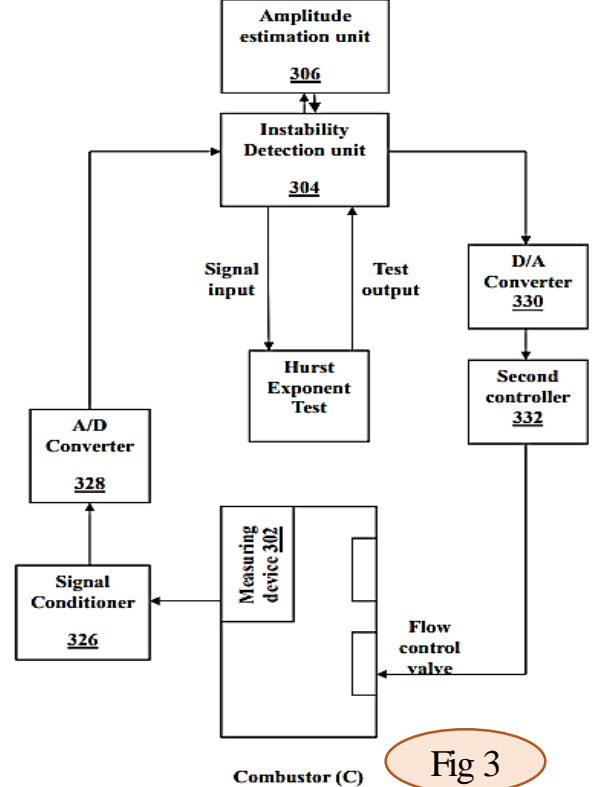 Amplitude
estimation unit
306
Instability
Detection unit
304
Signal
input
Test
output
D/A
Converter
330
Hurst
Exponent
Test
Second
controller
332
A/D
Converter
328
Measuring
device 302
Signal
Conditioner
326
Flow
control
valve
Combustor (C)
Fig 3